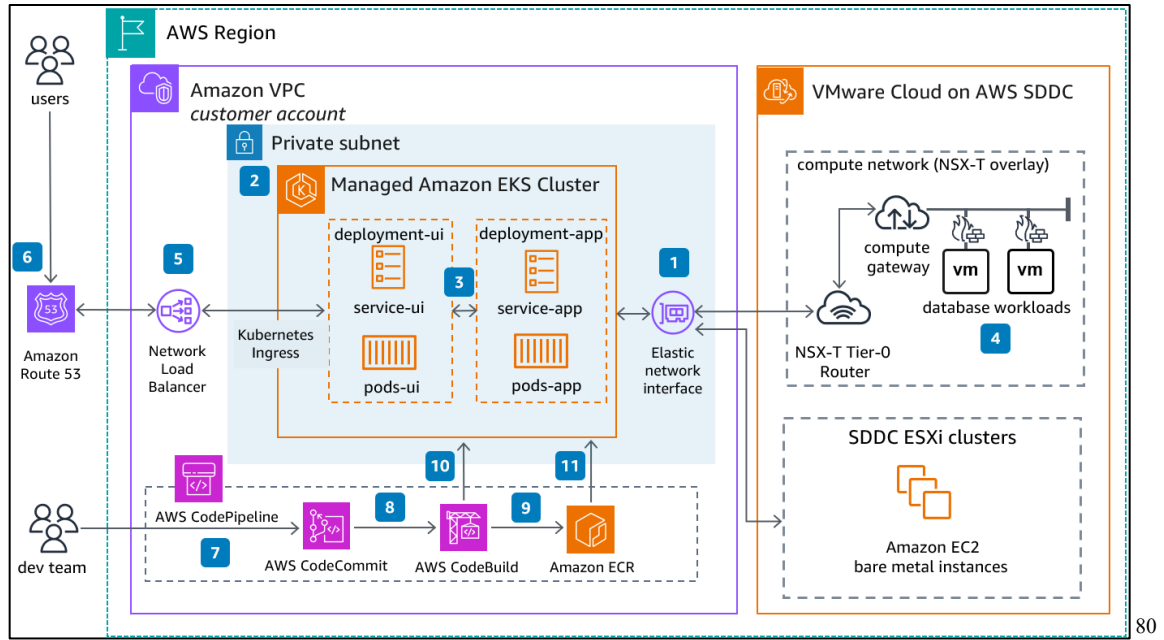 AWS Region
users
Amazon VPC
customer account
VMware Cloud on AWS SDDC
Private subnet
2
Managed Amazon EKS Cluster
compute network (NSX-T overlay)
deployment-ui
deployment-app
compute
gateway
vm
vm
database workloads
4
6
5
3
1
service-ui
service-app
53
Amazon
Route 53
Network
Load
Balancer
Kubernetes
Ingress
pods-ui
pods-app
Elastic
network
interface
NSX-T Tier-0
Router
SDDC ESXi clusters
Amazon EC2
bare metal instances
10
11
AWS CodePipeline
7
8
9
dev team
AWS CodeCommit
AWS CodeBuild
Amazon ECR
K
80